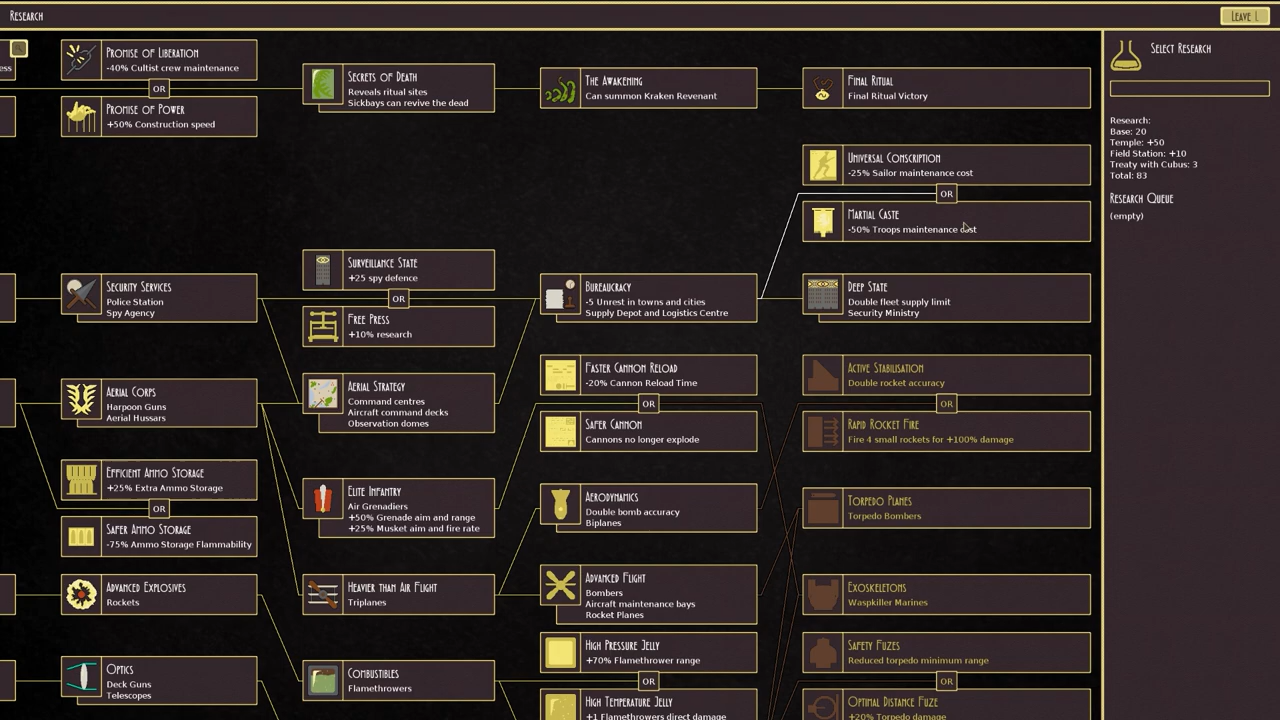 RESEARCH
LEAVE
ess
PROMISE OF LIBERATION
-40% Cultist crew maintenance
OR
PROMISE OF POWER
+50% Construction speed
SECRETS OF DEATH
Reveals ritual sites
Sickbays can revive the dead
THE AWAKENING
Can summon Kraken Revenant
FINAL RITUAL
Final Ritual Victory
UNIVERSAL CONSCRIPTION
-25% Sailor maintenance cost
OR
MARTIAL CASTE
-50% Troops maintenance cost
SECURITY SERVICES
Police Station
Spy Agency
SURVEILLANCE STATE
+25 spy defence
OR
FREE PRESS
+10% research
BUREAUCRACY
-5 Unrest in towns and cities
Supply Depot and Logistics Centre
DEEP STATE
Double fleet supply limit
Security Ministry
AERIAL CORPS
Harpoon Guns
Aerial Hussars
AERIAL STRATEGY
Command centres
Aircraft command decks
Observation domes
FASTER CANNON RELOAD
-20% Cannon Reload Time
OR
SAFER CANNON
Cannons no longer explode
ACTIVE STABILISATION
Double rocket accuracy
OR
RAPID ROCKET FIRE
Fire 4 small rockets for +100% damage
EFFICIENT AMMO STORAGE
+25% Extra Ammo Storage
OR
SAFER AMMO STORAGE
-75% Ammo Storage Flammability
ELITE INFANTRY
Air Grenadiers
+50% Grenade aim and range
+25% Musket aim and fire rate
AERODYNAMICS
Double bomb accuracy
Biplanes
TORPEDO PLANES
Torpedo Bombers
ADVANCED EXPLOSIVES
Rockets
HEAVIER THAN AIR FLIGHT
Triplanes
ADVANCED FLIGHT
Bombers
Aircraft maintenance bays
Rocket Planes
EXOSKELETONS
Waspkiller Marines
OPTICS
Deck Guns
Telescopes
COMBUSTIBLES
Flamethrowers
HIGH PRESSURE JELLY
+70% Flamethrower range
OR
HIGH TEMPERATURE JELLY
+1 Flamethrowers direct damage
SAFETY FUZES
Reduced torpedo minimum range
OR
OPTIMAL DISTANCE FUZE
+20% Torpedo damage
SELECT RESEARCH
Research:
Base: 20
Temple: +50
Field Station: +10
Treaty with Cubus: 3
Total: 83
RESEARCH QUEUE
(empty)